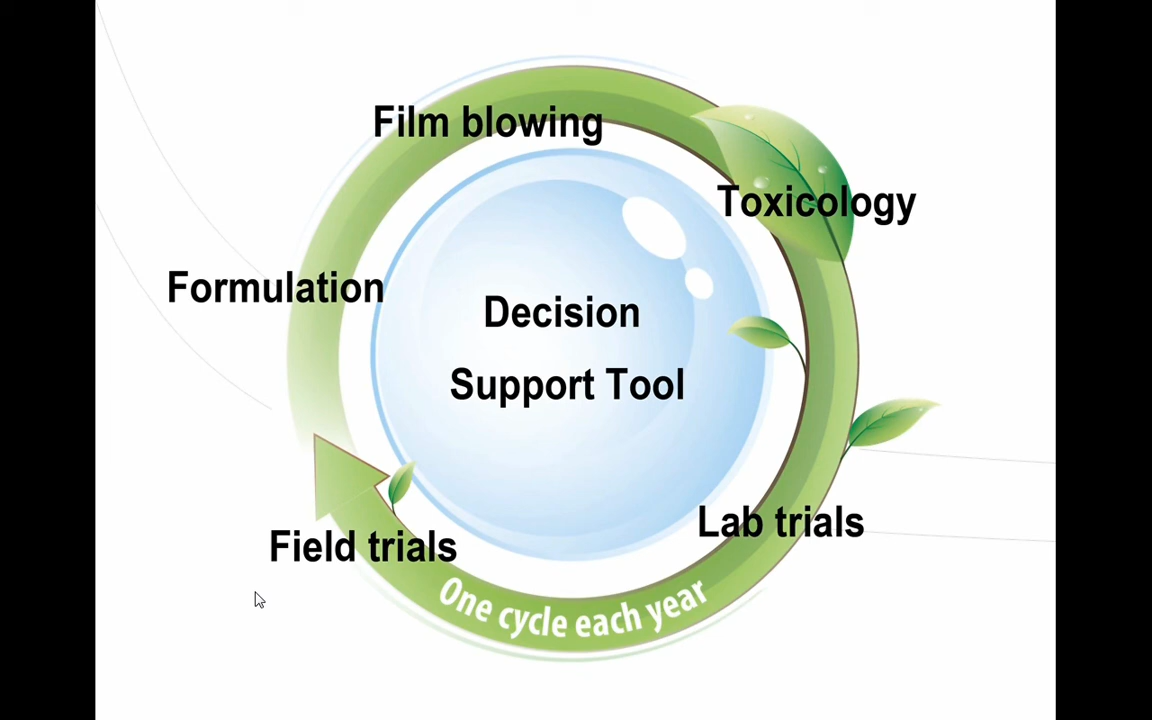 Film blowing
Toxicology
Formulation
Decision
Support Tool
Lab trials
Field trials
One cycle each year